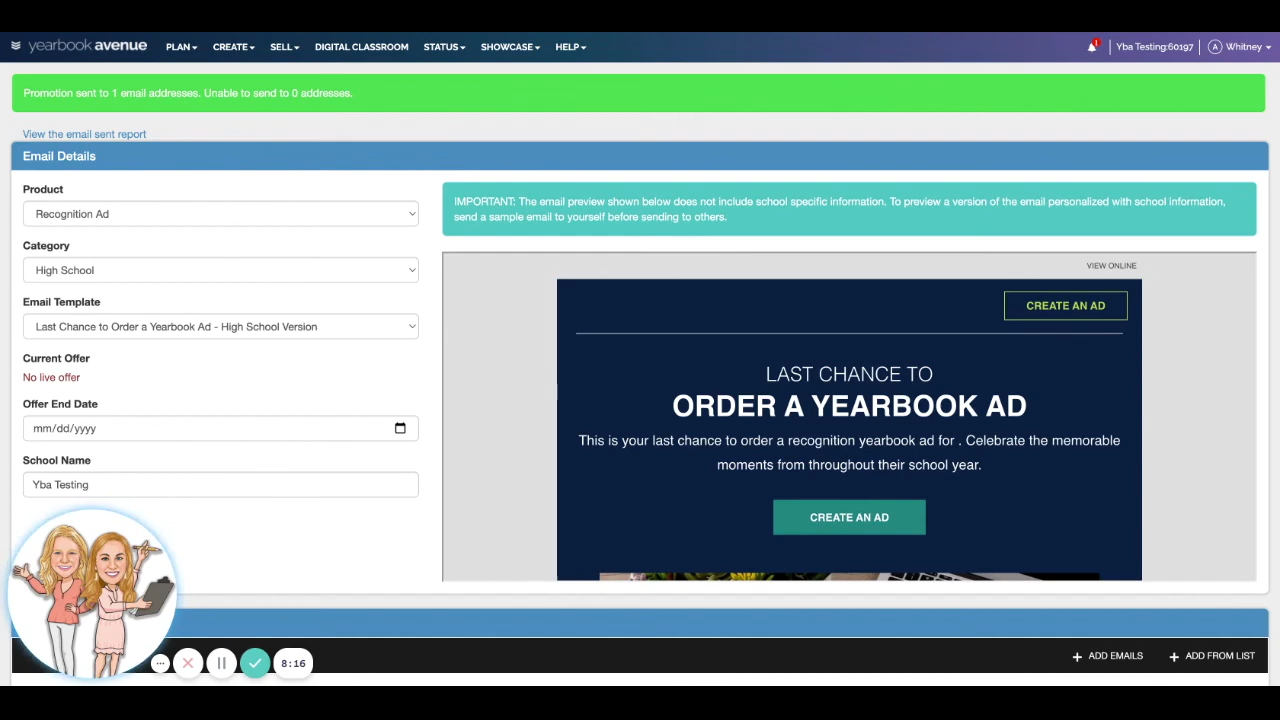 yearbook avenue PLAN CREATE SELL DIGITAL CLASSROOM STATUS SHOWCASE HELP 1 Yba Testing:60197 A Whitney
Promotion sent to 1 email addresses. Unable to send to 0 addresses.
View the email sent report
Email Details
Product
Recognition Ad
Category
High School
Email Template
Last Chance to Order a Yearbook Ad - High School Version
Current Offer
No live offer
Offer End Date
mm/dd/yyyy
School Name
Yba Testing
IMPORTANT: The email preview shown below does not include school specific information. To preview a version of the email personalized with school information,
send a sample email to yourself before sending to others.
VIEW ONLINE
CREATE AN AD
LAST CHANCE TO
ORDER A YEARBOOK AD
This is your last chance to order a recognition yearbook ad for . Celebrate the memorable
moments from throughout their school year.
CREATE AN AD
8:16
+ ADD EMAILS + ADD FROM LIST